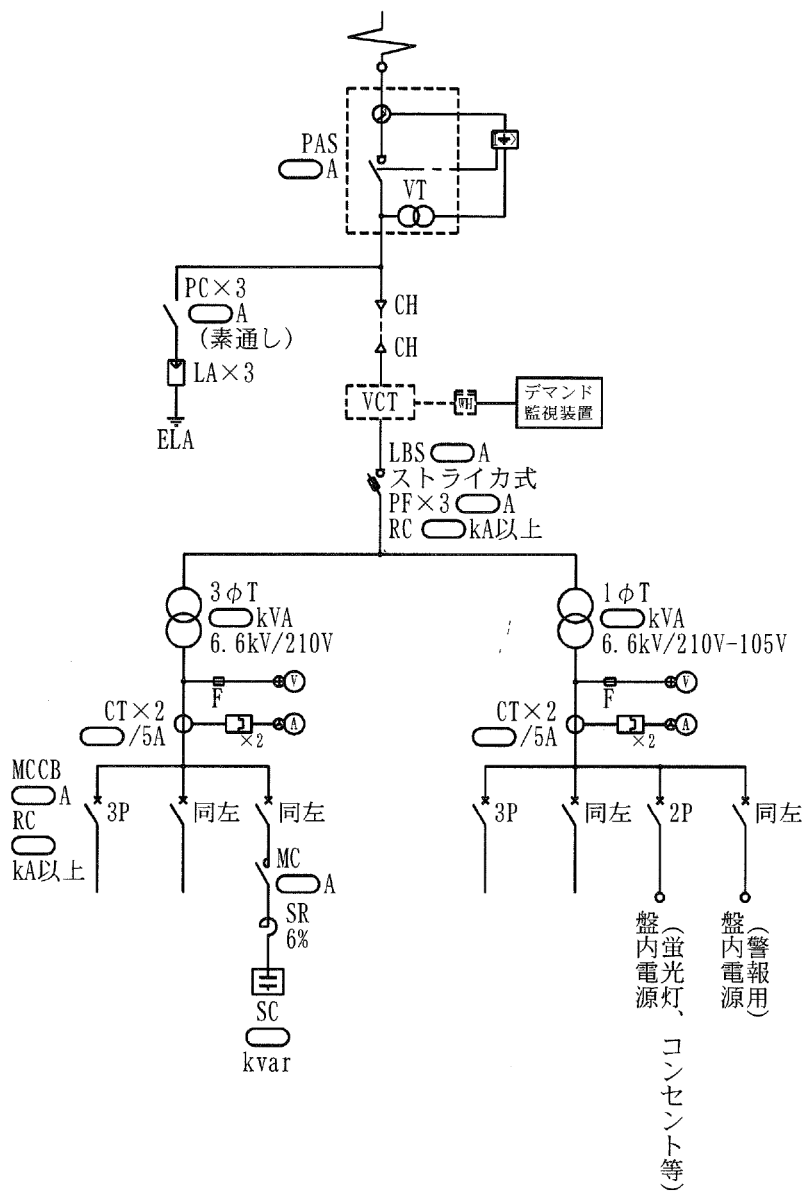 PAS
A
VT
PC×3
A
(素通し)
LA×3
ELA
CH
CH
VCT
WH
デマンド
監視装置
LBS A
ストライカ式
PF×3 A
RC kA以上
3φT
kVA
6.6kV/210V
F
V
CT×2
/5A
×2
A
MCCB
A
RC
kA以上
3P
同左
同左
MC
A
SR
6%
SC
kvar
1φT
kVA
6.6kV/210V-105V
F
V
CT×2
/5A
×2
A
3P
同左
2P
同左
盤内電源
(蛍光灯、コンセント等)
盤内電源
(警報用)